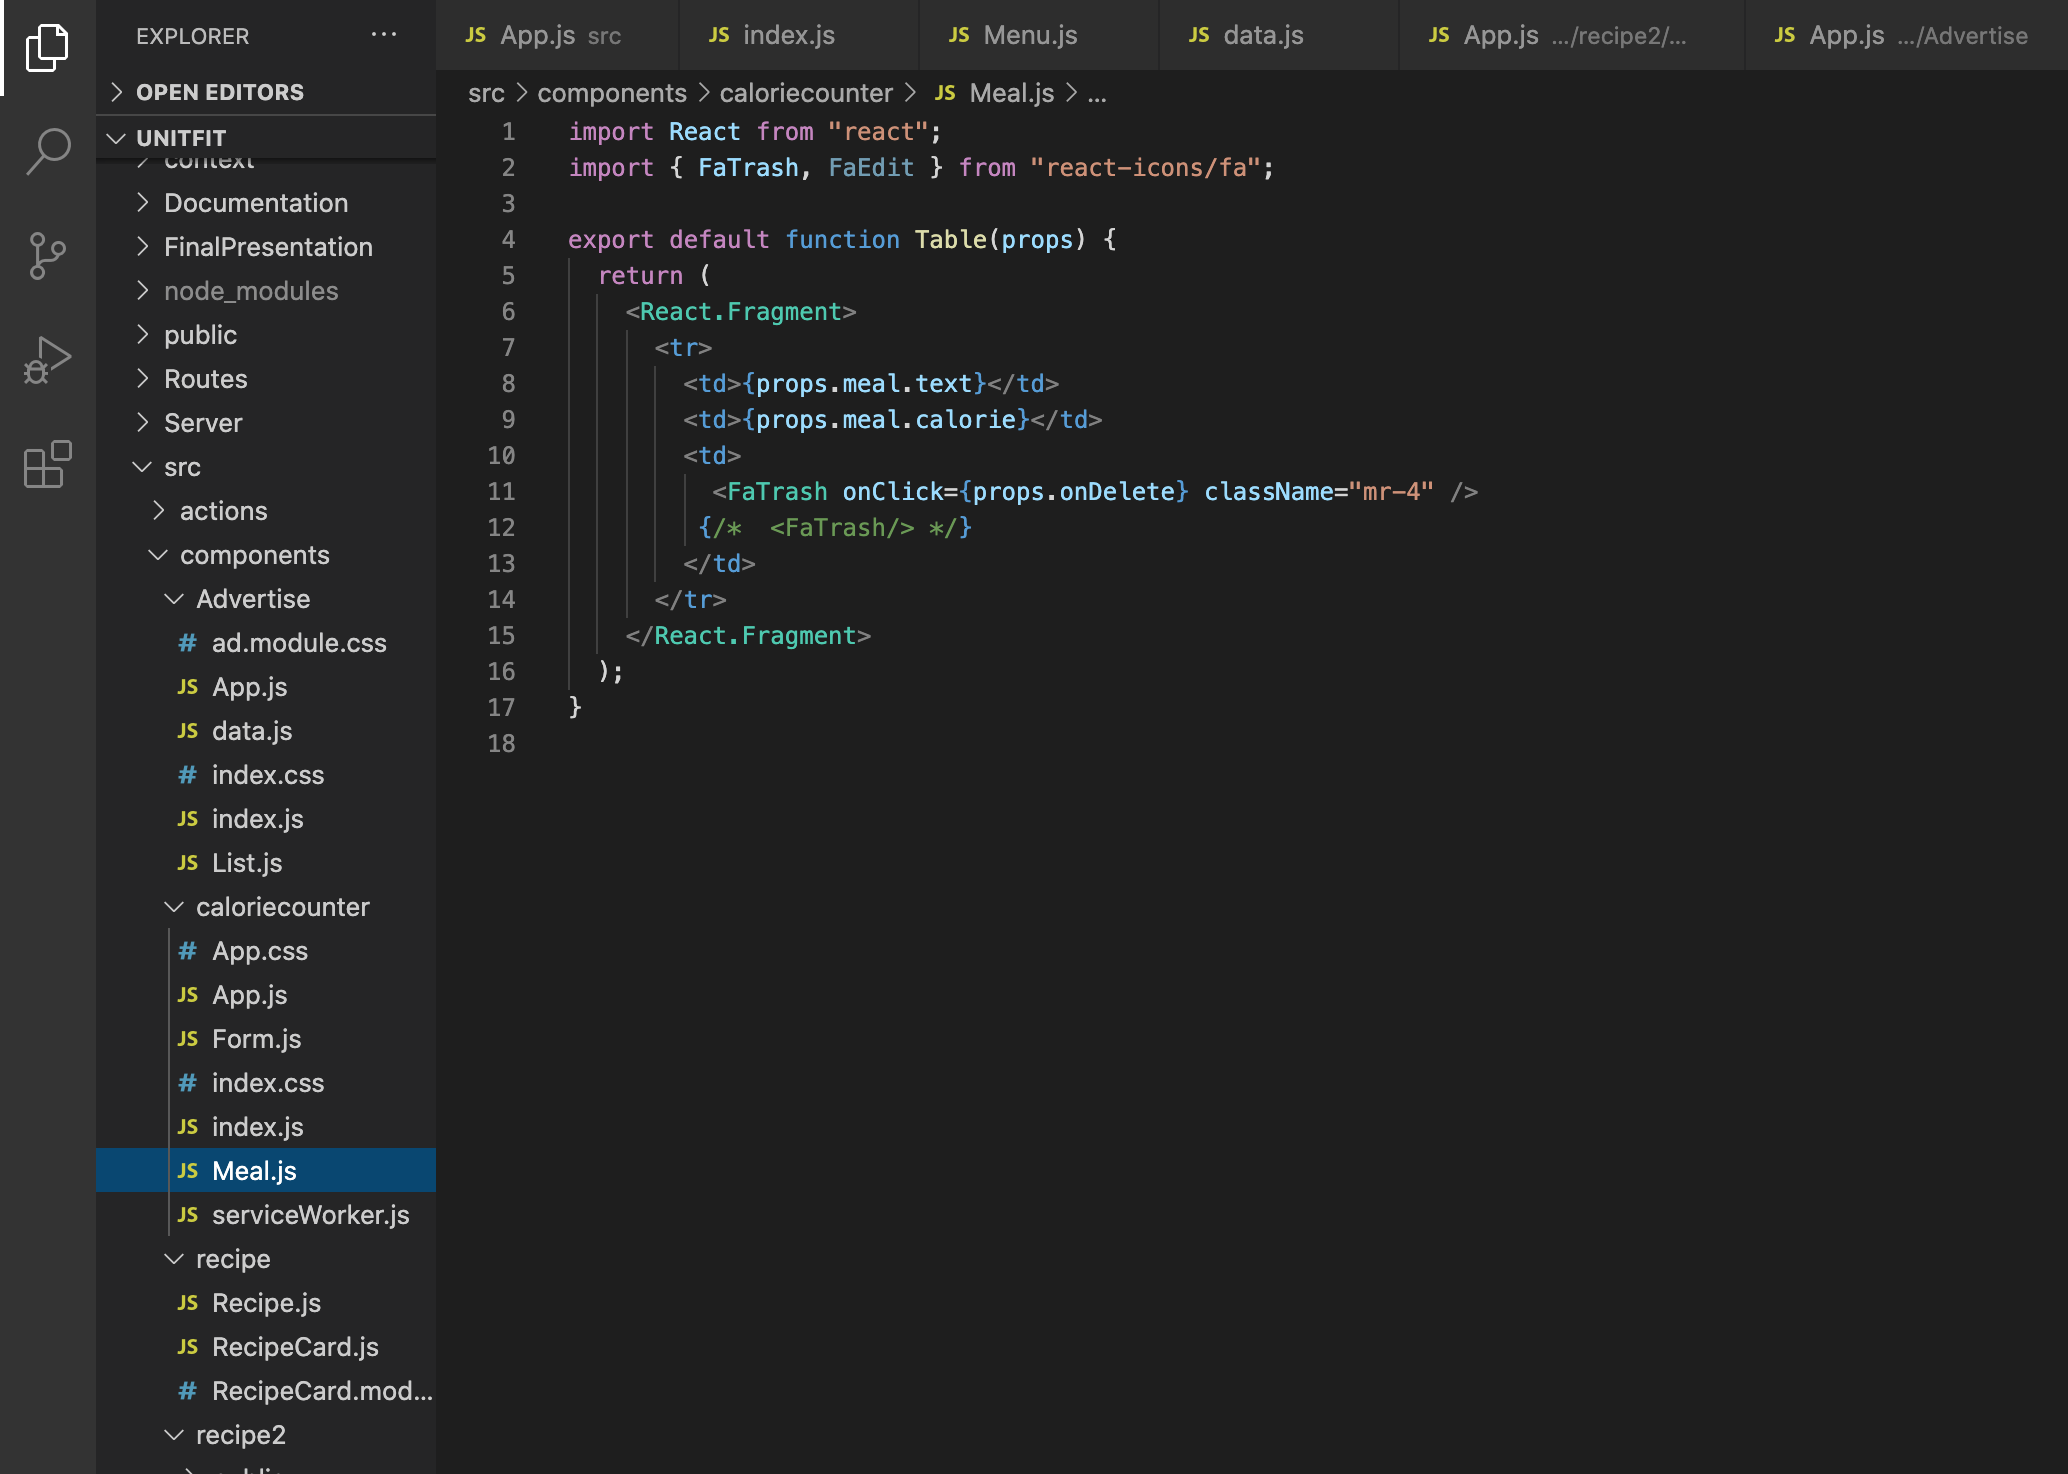 EXPLORER ...
OPEN EDITORS
UNITFIT
context
Documentation
FinalPresentation
node_modules
public
Routes
Server
src
actions
components
Advertise
# ad.module.css
JS App.js
JS data.js
# index.css
JS index.js
JS List.js
caloriecounter
# App.css
JS App.js
JS Form.js
# index.css
JS index.js
JS Meal.js
JS serviceWorker.js
recipe
JS Recipe.js
JS RecipeCard.js
# RecipeCard.mod...
recipe2
JS App.js src JS index.js JS Menu.js JS data.js JS App.js .../recipe2/... JS App.js .../Advertise
src > components > caloriecounter > JS Meal.js > ...
1 import React from "react";
2 import { FaTrash, FaEdit } from "react-icons/fa";
3
4 export default function Table(props) {
5 return (
6 <React.Fragment>
7 <tr>
8 <td>{props.meal.text}</td>
9 <td>{props.meal.calorie}</td>
10 <td>
11 <FaTrash onClick={props.onDelete} className="mr-4" />
12 {/*  <FaTrash/> */}
13 </td>
14 </tr>
15 </React.Fragment>
16 );
17 }
18